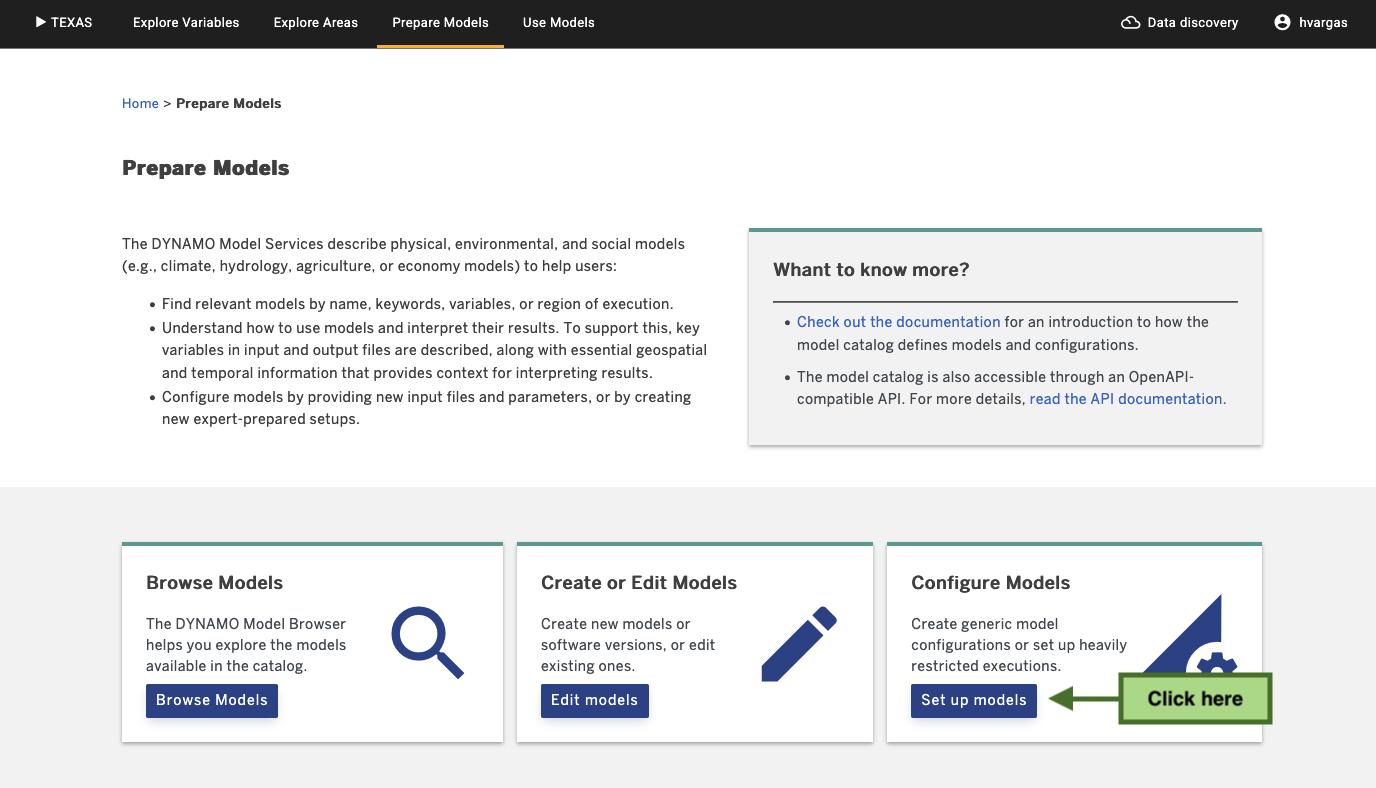 TEXAS Explore Variables Explore Areas Prepare Models Use Models Data discovery hvargas
Home > Prepare Models
Prepare Models
The DYNAMO Model Services describe physical, environmental, and social models
(e.g., climate, hydrology, agriculture, or economy models) to help users:
• Find relevant models by name, keywords, variables, or region of execution.
• Understand how to use models and interpret their results. To support this, key
variables in input and output files are described, along with essential geospatial
and temporal information that provides context for interpreting results.
• Configure models by providing new input files and parameters, or by creating
new expert-prepared setups.
Whant to know more?
• Check out the documentation for an introduction to how the
model catalog defines models and configurations.
• The model catalog is also accessible through an OpenAPI-
compatible API. For more details, read the API documentation.
Browse Models
The DYNAMO Model Browser
helps you explore the models
available in the catalog.
Browse Models
Create or Edit Models
Create new models or
software versions, or edit
existing ones.
Edit models
Configure Models
Create generic model
configurations or set up heavily
restricted executions.
Set up models
Click here